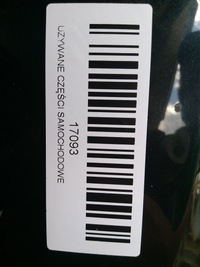 17093
UŻYWANE CZĘŚCI SAMOCHODOWE